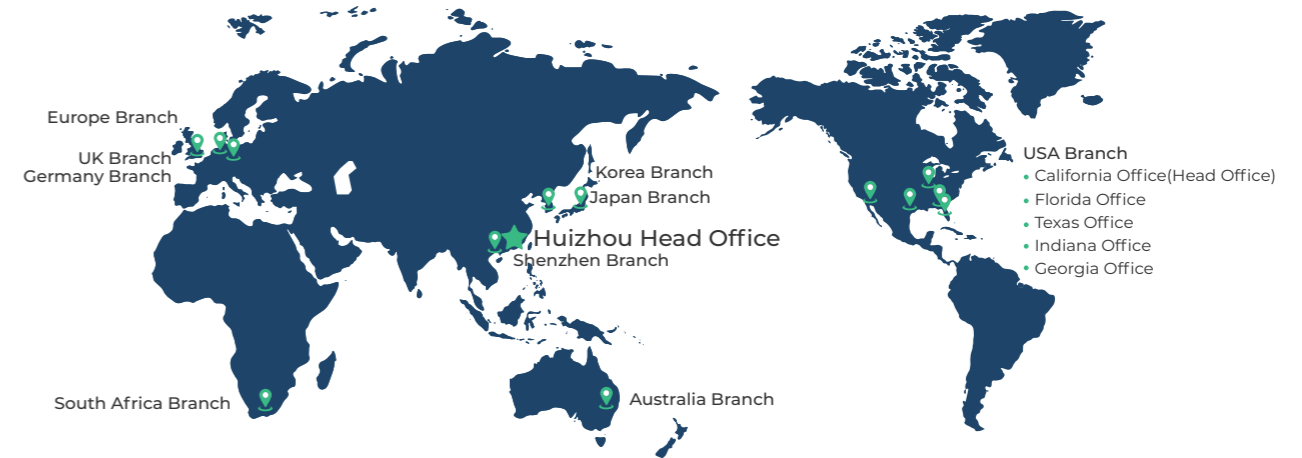 Europe Branch
UK Branch
Germany Branch
South Africa Branch
Korea Branch
Japan Branch
Huizhou Head Office
Shenzhen Branch
Australia Branch
USA Branch
• California Office(Head Office)
• Florida Office
• Texas Office
• Indiana Office
• Georgia Office